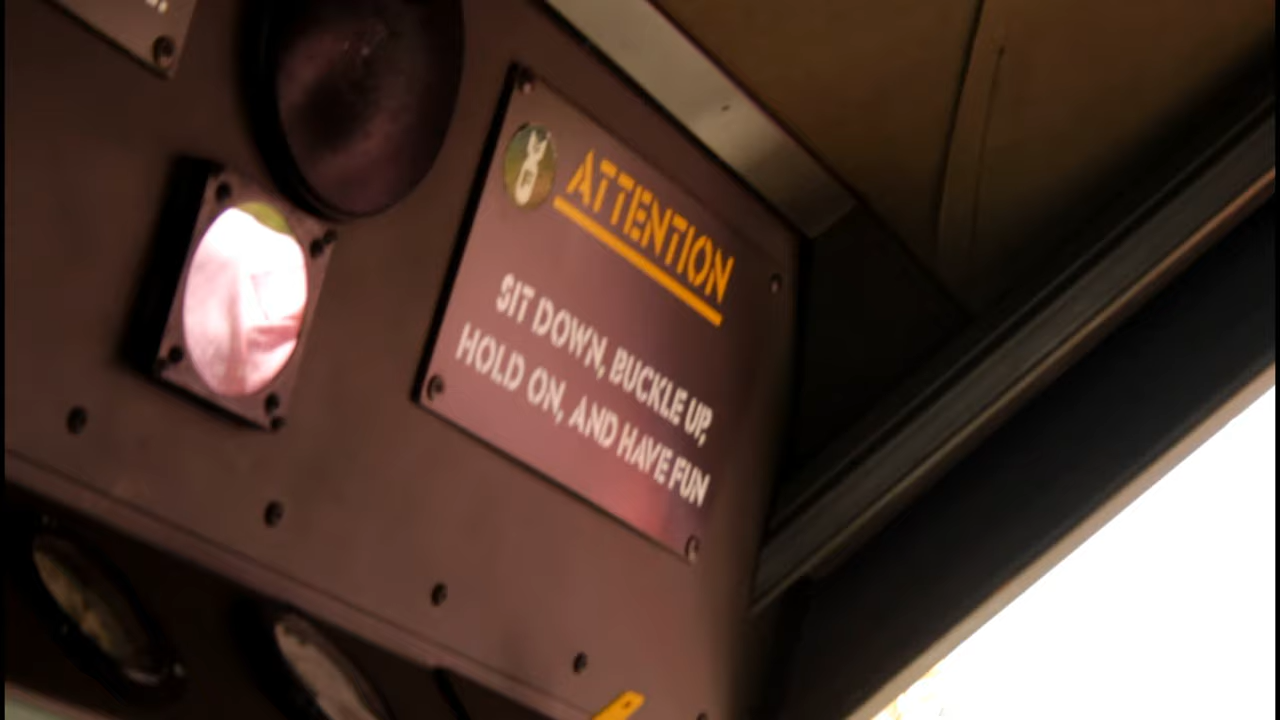 ATTENTION
SIT DOWN, BUCKLE UP,
HOLD ON, AND HAVE FUN